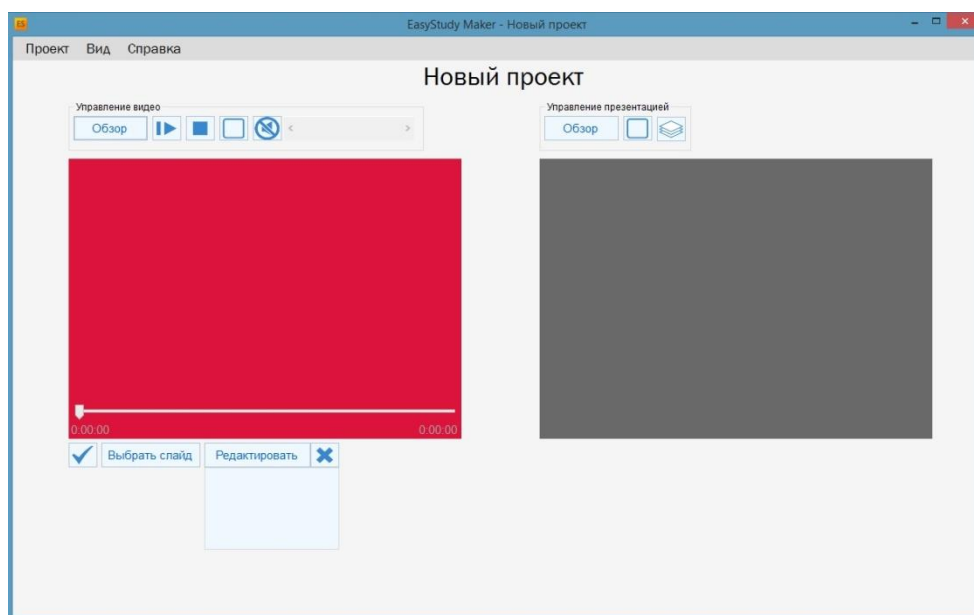 ES
EasyStudy Maker - Новый проект
Проект Вид Справка
Новый проект
Управление видео
Обзор
Управление презентацией
Обзор
0:00:00 0:00:00
Выбрать слайд Редактировать